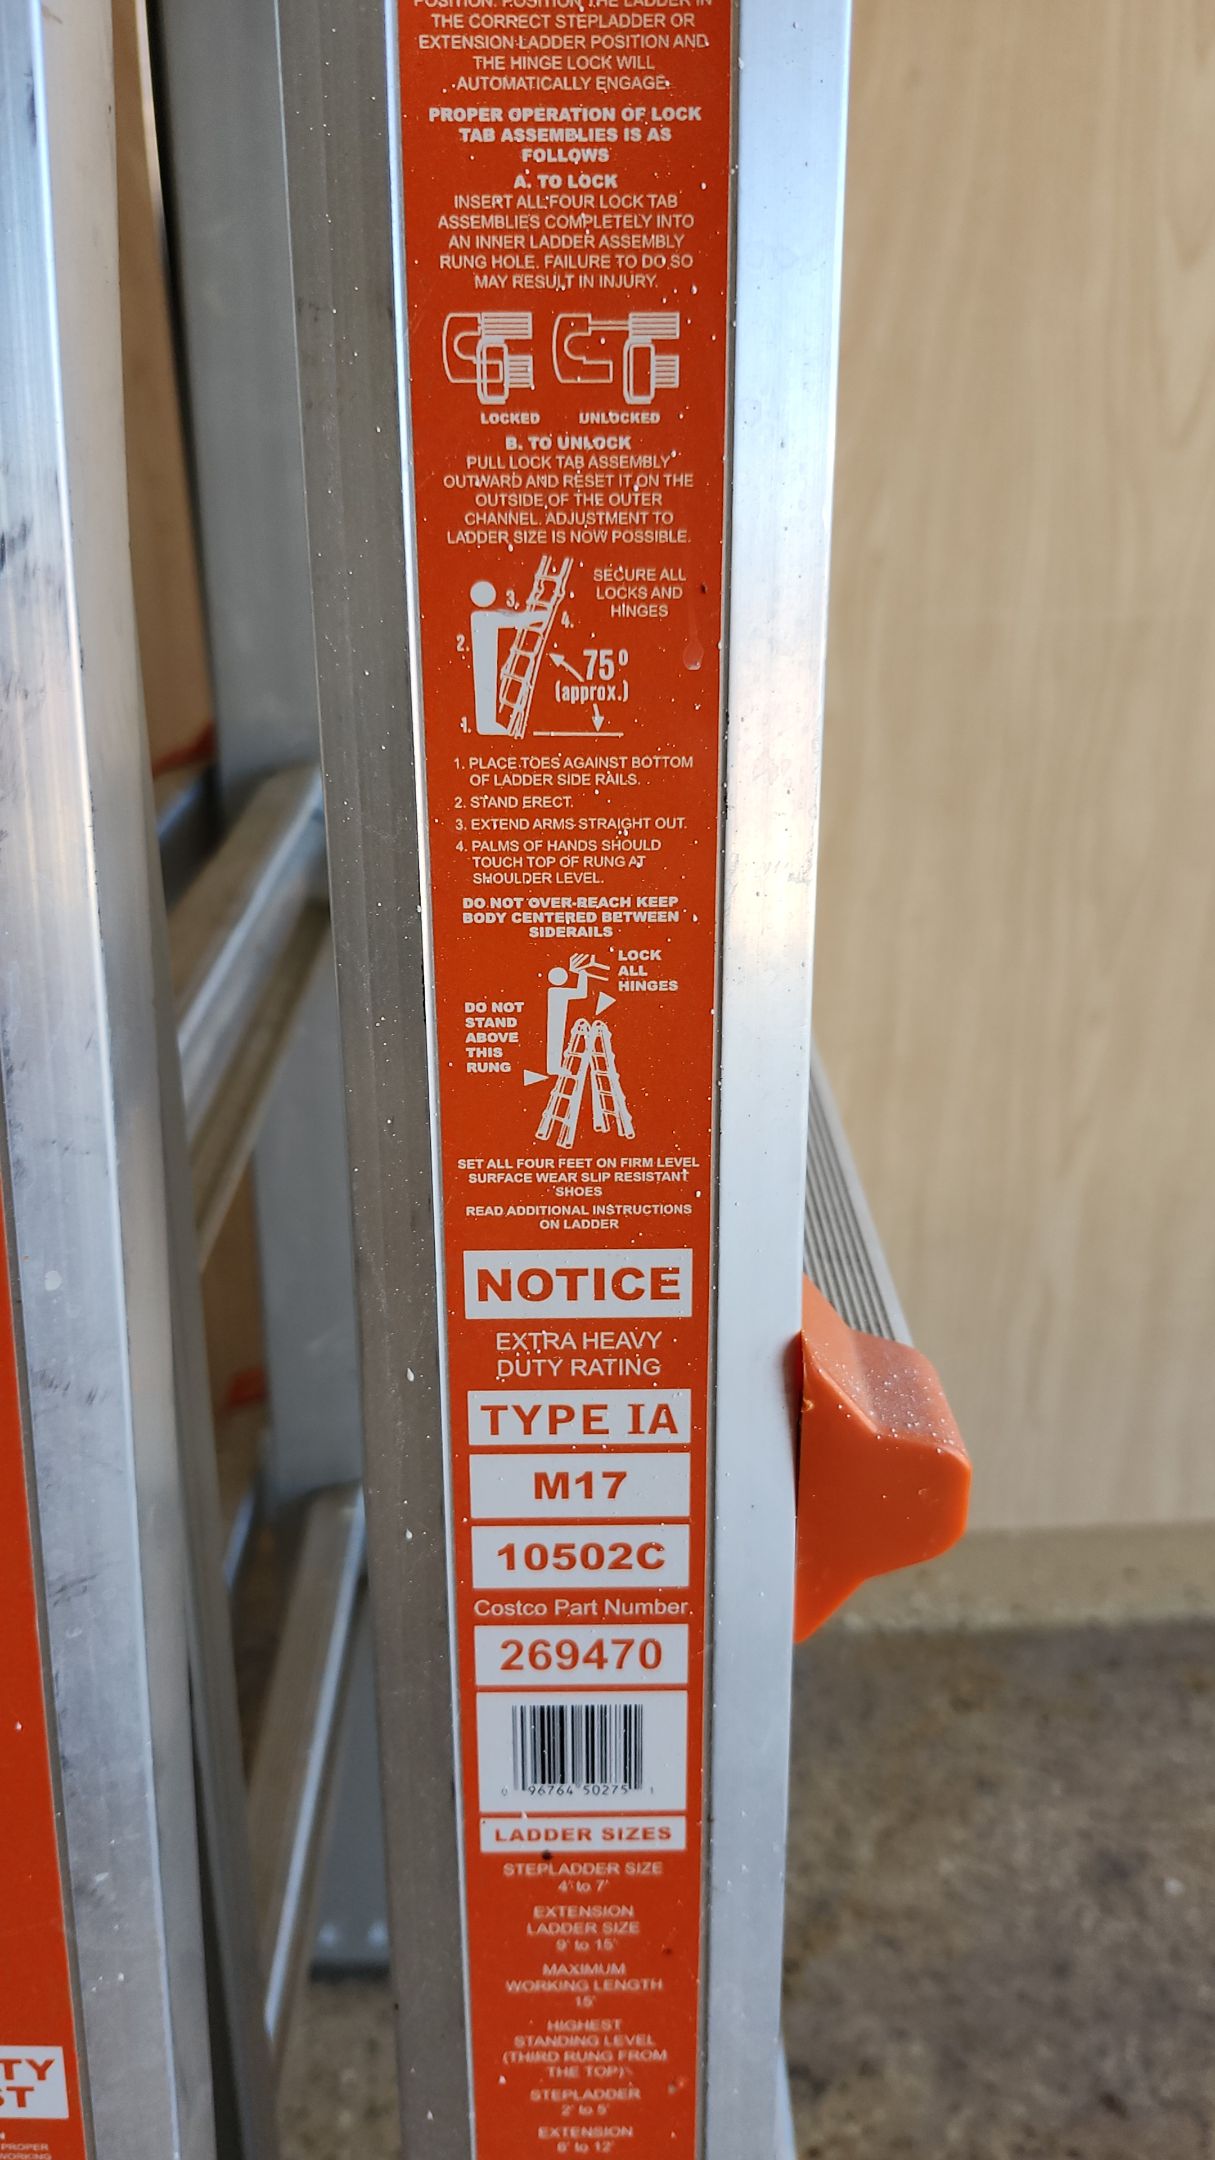 POSITION. POSITION THE LADDER IN
THE CORRECT STEPLADDER OR
EXTENSION LADDER POSITION AND
THE HINGE LOCK WILL
AUTOMATICALLY ENGAGE.
PROPER OPERATION OF LOCK
TAB ASSEMBLIES IS AS
FOLLOWS
A. TO LOCK
INSERT ALL FOUR LOCK TAB
ASSEMBLIES COMPLETELY INTO
AN INNER LADDER ASSEMBLY
RUNG HOLE. FAILURE TO DO SO
MAY RESULT IN INJURY.
LOCKED UNLOCKED
B. TO UNLOCK
PULL LOCK TAB ASSEMBLY
OUTWARD AND RESET IT ON THE
OUTSIDE OF THE OUTER
CHANNEL. ADJUSTMENT TO
LADDER SIZE IS NOW POSSIBLE.
SECURE ALL
LOCKS AND
HINGES
3.
4.
2.
75°
(approx.)
1.
1. PLACE TOES AGAINST BOTTOM
OF LADDER SIDE RAILS.
2. STAND ERECT.
3. EXTEND ARMS STRAIGHT OUT.
4. PALMS OF HANDS SHOULD
TOUCH TOP OF RUNG AT
SHOULDER LEVEL.
DO NOT OVER-REACH KEEP
BODY CENTERED BETWEEN
SIDERAILS
LOCK
ALL
HINGES
DO NOT
STAND
ABOVE
THIS
RUNG
SET ALL FOUR FEET ON FIRM LEVEL
SURFACE WEAR SLIP RESISTANT
SHOES
READ ADDITIONAL INSTRUCTIONS
ON LADDER
NOTICE
EXTRA HEAVY
DUTY RATING
TYPE IA
M17
10502C
Costco Part Number
269470
0 96764 50275 1
LADDER SIZES
STEPLADDER SIZE
4' to 7'
EXTENSION
LADDER SIZE
9' to 15'
MAXIMUM
WORKING LENGTH
15'
HIGHEST
STANDING LEVEL
(THIRD RUNG FROM
THE TOP)
STEPLADDER
2' to 5'
EXTENSION
6' to 12'
TY
ST
PROPER
WORKING